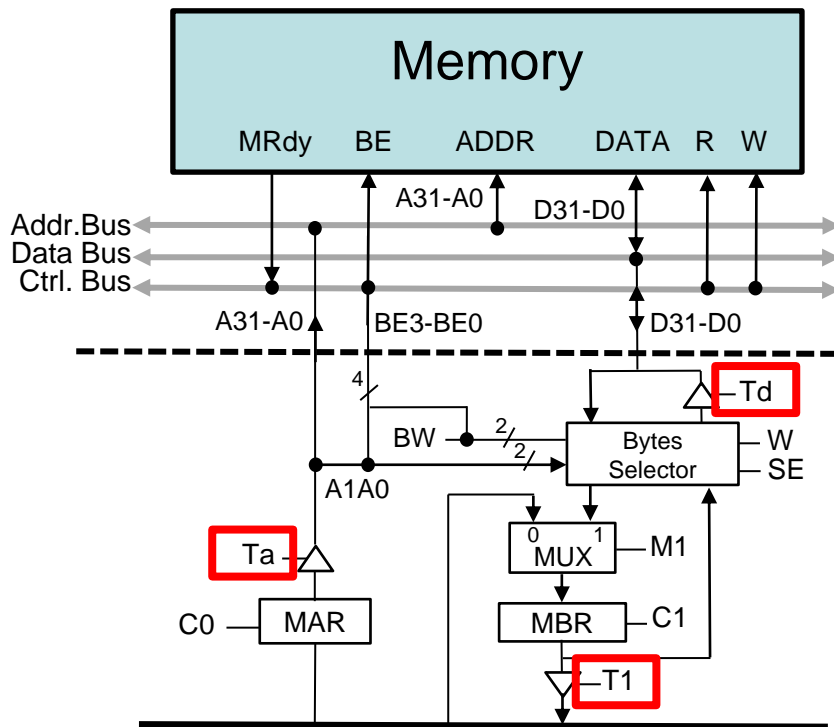 Memory
MRdy BE ADDR DATA R W
A31-A0 D31-D0
Addr.Bus
Data Bus
Ctrl. Bus
A31-A0 BE3-BE0 D31-D0
4
Td
BW 2 Bytes W
2 Selector SE
A1A0
0 1
Ta MUX M1
C0 MAR MBR C1
T1